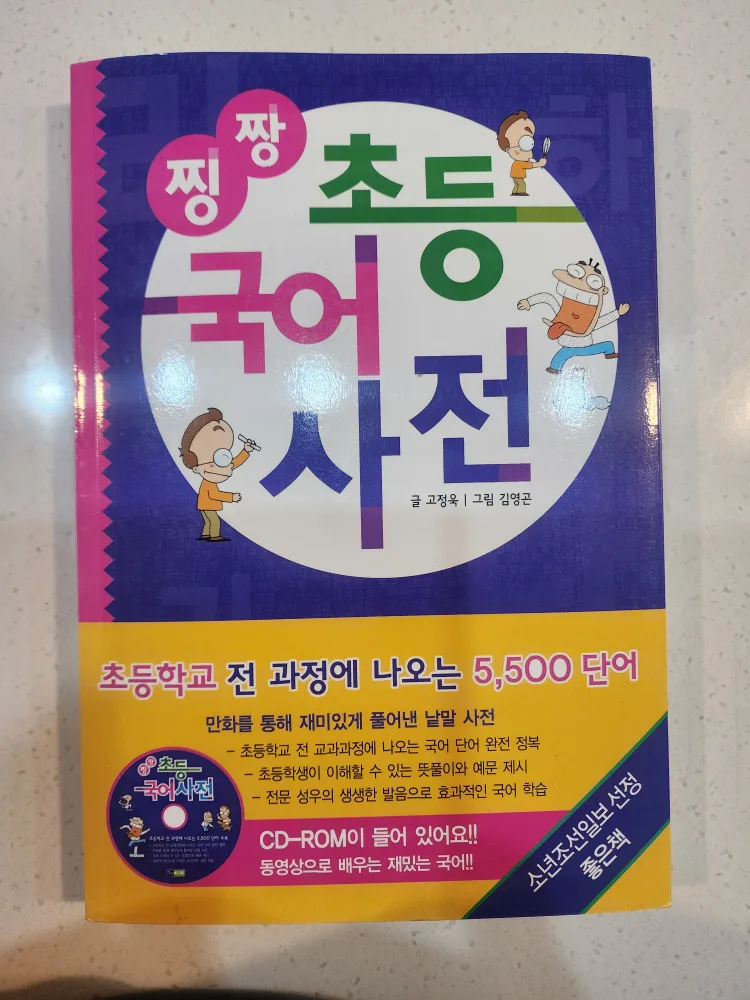 찡짱
초등
국어
사전
글 고정욱 | 그림 김영곤
초등학교 전 과정에 나오는 5,500 단어
만화를 통해 재미있게 풀어낸 낱말 사전
- 초등학교 전 교과과정에 나오는 국어 단어 완전 정복
- 초등학생이 이해할 수 있는 뜻풀이와 예문 제시
- 전문 성우의 생생한 발음으로 효과적인 국어 학습
초등
국어사전
CD-ROM이 들어 있어요!!
동영상으로 배우는 재밌는 국어!!
소년조선일보 선정
좋은책